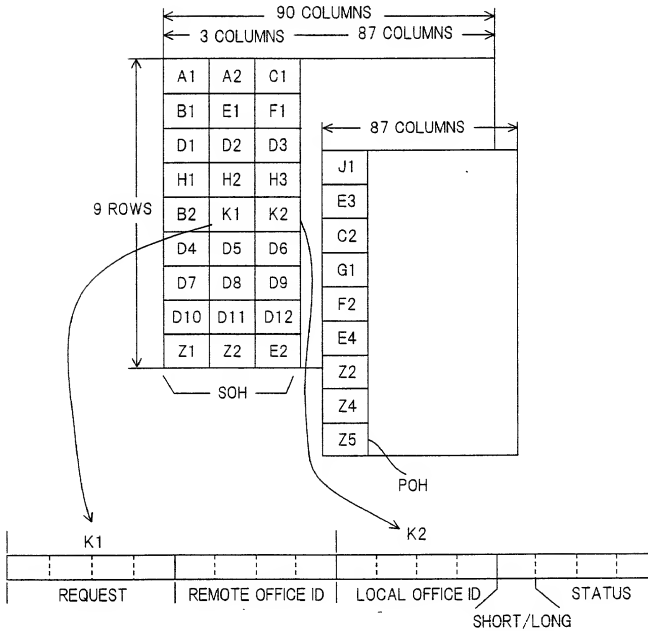 90 COLUMNS
3 COLUMNS 87 COLUMNS
A1 A2 C1
B1 E1 F1
D1 D2 D3
H1 H2 H3
B2 K1 K2
D4 D5 D6
D7 D8 D9
D10 D11 D12
Z1 Z2 E2
9 ROWS
SOH
87 COLUMNS
J1
E3
C2
G1
F2
E4
Z2
Z4
Z5
POH
K1 K2
REQUEST REMOTE OFFICE ID LOCAL OFFICE ID STATUS
SHORT/LONG